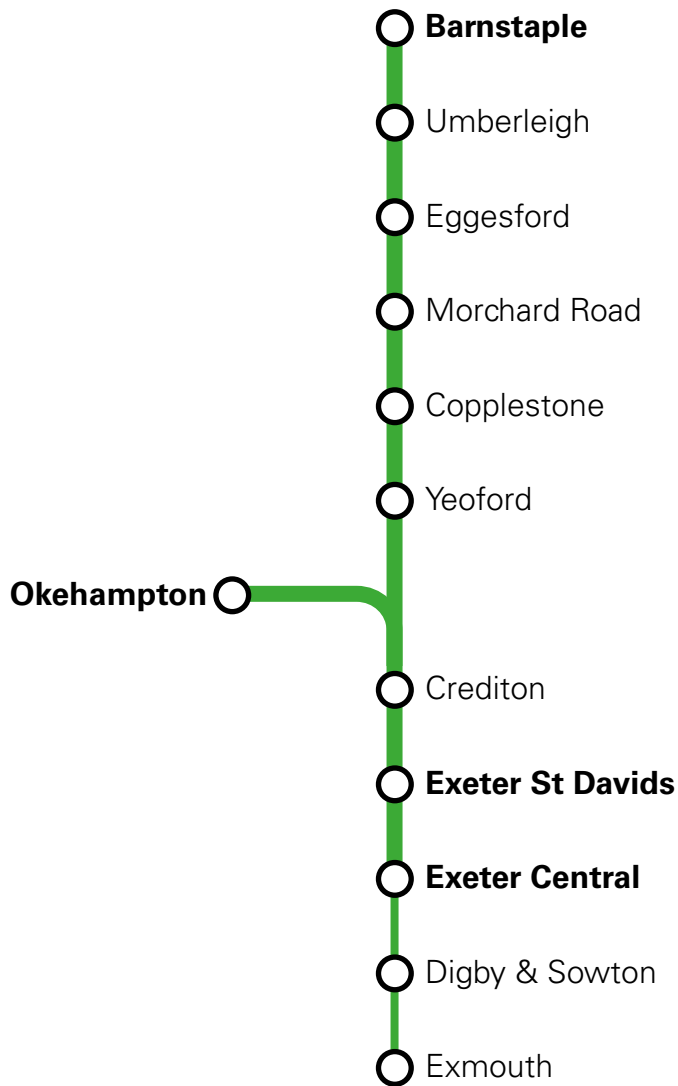 Barnstaple
Umberleigh
Eggesford
Morchard Road
Copplestone
Yeoford
Okehampton
Crediton
Exeter St Davids
Exeter Central
Digby & Sowton
Exmouth